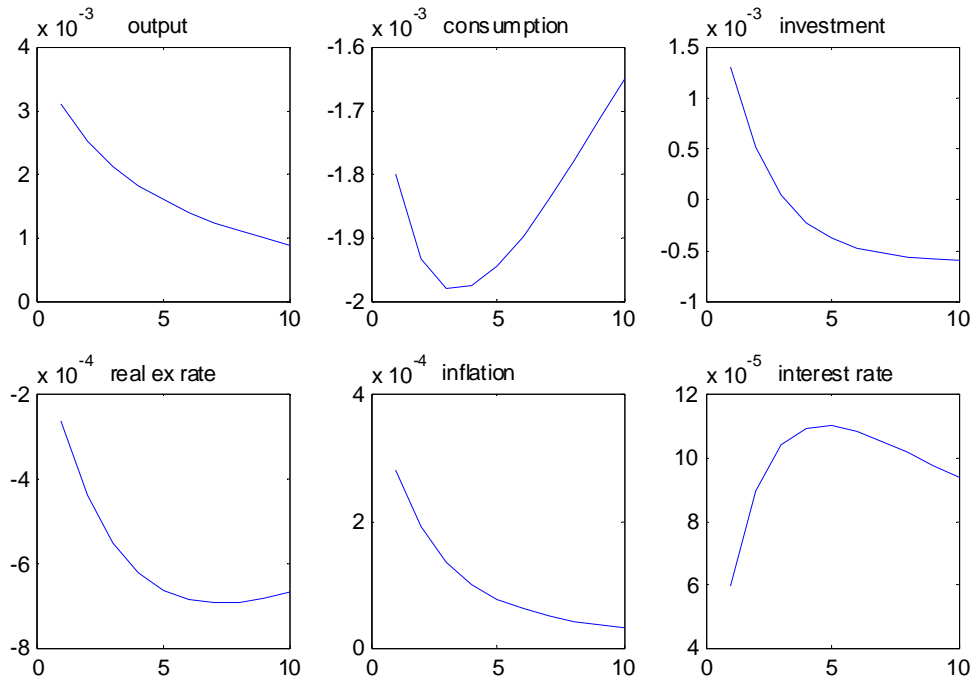 x 10^-3
output
4
3
2
1
0
0 5 10
x 10^-3
consumption
-1.6
-1.7
-1.8
-1.9
-2
0 5 10
x 10^-3
investment
1.5
1
0.5
0
-0.5
-1
0 5 10
x 10^-4
real ex rate
-2
-4
-6
-8
0 5 10
x 10^-4
inflation
4
2
0
0 5 10
x 10^-5
interest rate
12
10
8
6
4
0 5 10